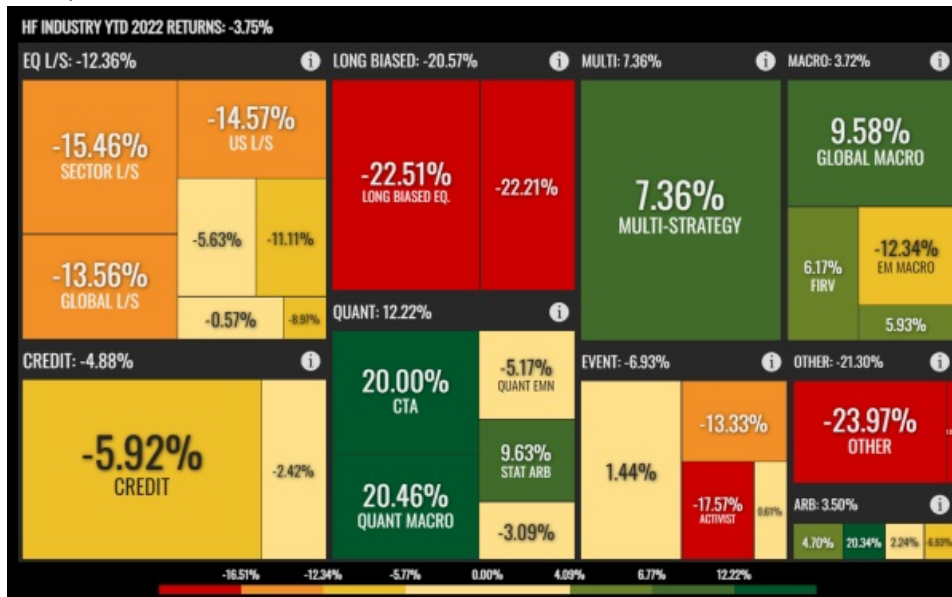 HF INDUSTRY YTD 2022 RETURNS: -3.75%
EQ L/S: -12.36%
-15.46%
SECTOR L/S
-14.57%
US L/S
-5.63%
-11.11%
-13.56%
GLOBAL L/S
-0.57%
-8.97%
LONG BIASED: -20.57%
-22.51%
LONG BIASED EQ.
-22.21%
MULTI: 7.36%
7.36%
MULTI-STRATEGY
MACRO: 3.72%
9.58%
GLOBAL MACRO
6.17%
FIRV
-12.34%
EM MACRO
5.93%
CREDIT: -4.88%
-5.92%
CREDIT
-2.42%
QUANT: 12.22%
20.00%
CTA
-5.17%
QUANT EMN
9.63%
STAT ARB
20.46%
QUANT MACRO
-3.09%
EVENT: -6.93%
1.44%
-13.33%
-17.57%
ACTIVIST
0.61%
OTHER: -21.30%
-23.97%
OTHER
ARB: 3.50%
4.70%
20.34%
2.24%
-6.93%
-16.51% -12.34% -5.77% 0.00% 4.09% 6.77% 12.22%